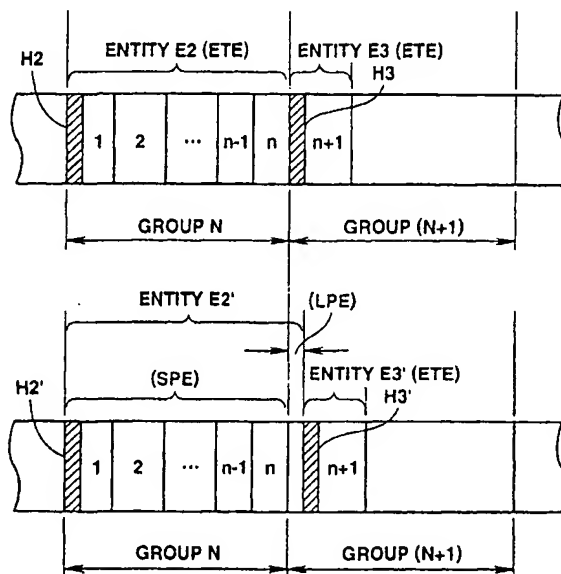 ENTITY E2 (ETE) ENTITY E3 (ETE)
H2 H3
1 2 ... n-1 n n+1
GROUP N GROUP (N+1)
ENTITY E2' (LPE)
(SPE) ENTITY E3' (ETE)
H2' H3'
1 2 ... n-1 n n+1
GROUP N GROUP (N+1)